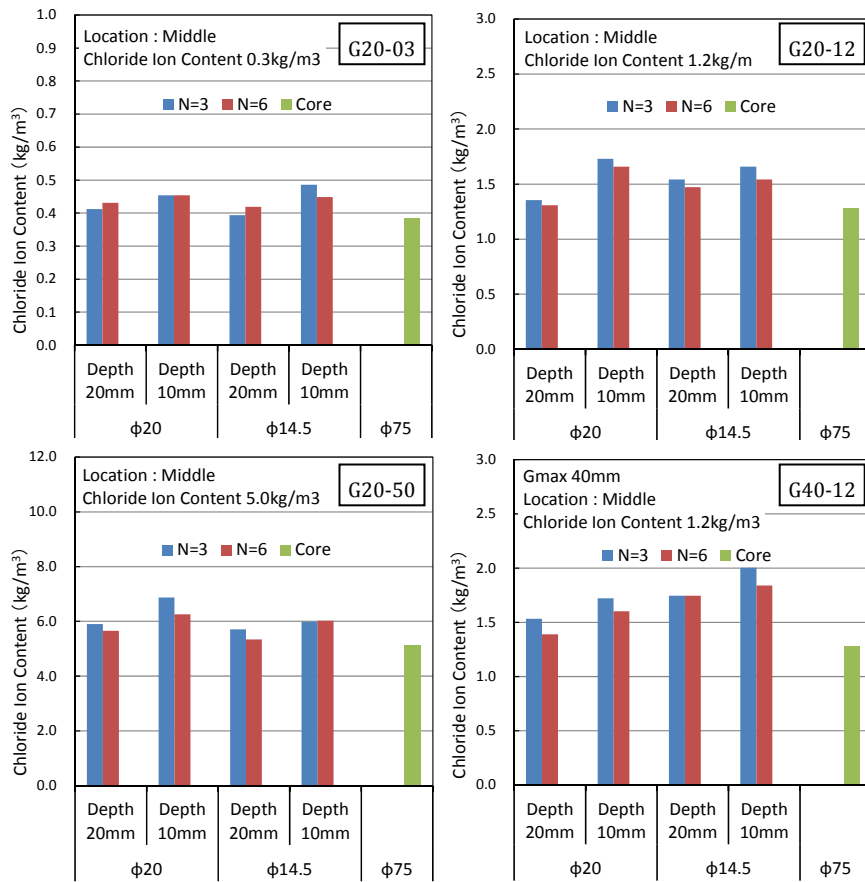 Location : Middle
Chloride Ion Content 0.3kg/m3
G20-03
N=3 N=6 Core
Chloride Ion Content (kg/m³)
1.0
0.9
0.8
0.7
0.6
0.5
0.4
0.3
0.2
0.1
0.0
Depth 20mm
Depth 10mm
Depth 20mm
Depth 10mm
φ20 φ14.5 φ75
Location : Middle
Chloride Ion Content 1.2kg/m
G20-12
N=3 N=6 Core
Chloride Ion Content (kg/m³)
3.0
2.5
2.0
1.5
1.0
0.5
0.0
Depth 20mm
Depth 10mm
Depth 20mm
Depth 10mm
φ20 φ14.5 φ75
Location : Middle
Chloride Ion Content 5.0kg/m3
G20-50
N=3 N=6 Core
Chloride Ion Content (kg/m³)
12.0
10.0
8.0
6.0
4.0
2.0
0.0
Depth 20mm
Depth 10mm
Depth 20mm
Depth 10mm
φ20 φ14.5 φ75
Gmax 40mm
Location : Middle
Chloride Ion Content 1.2kg/m3
G40-12
N=3 N=6 Core
Chloride Ion Content (kg/m³)
3.0
2.5
2.0
1.5
1.0
0.5
0.0
Depth 20mm
Depth 10mm
Depth 20mm
Depth 10mm
φ20 φ14.5 φ75